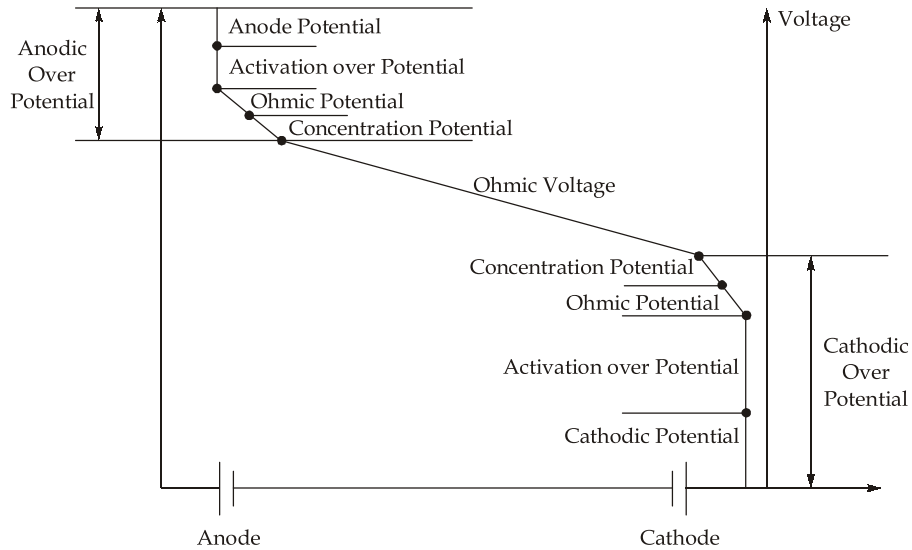 Anode Potential
Voltage
Anodic
Over
Potential
Activation over Potential
Ohmic Potential
Concentration Potential
Ohmic Voltage
Concentration Potential
Ohmic Potential
Activation over Potential
Cathodic
Over
Potential
Cathodic Potential
Anode
Cathode